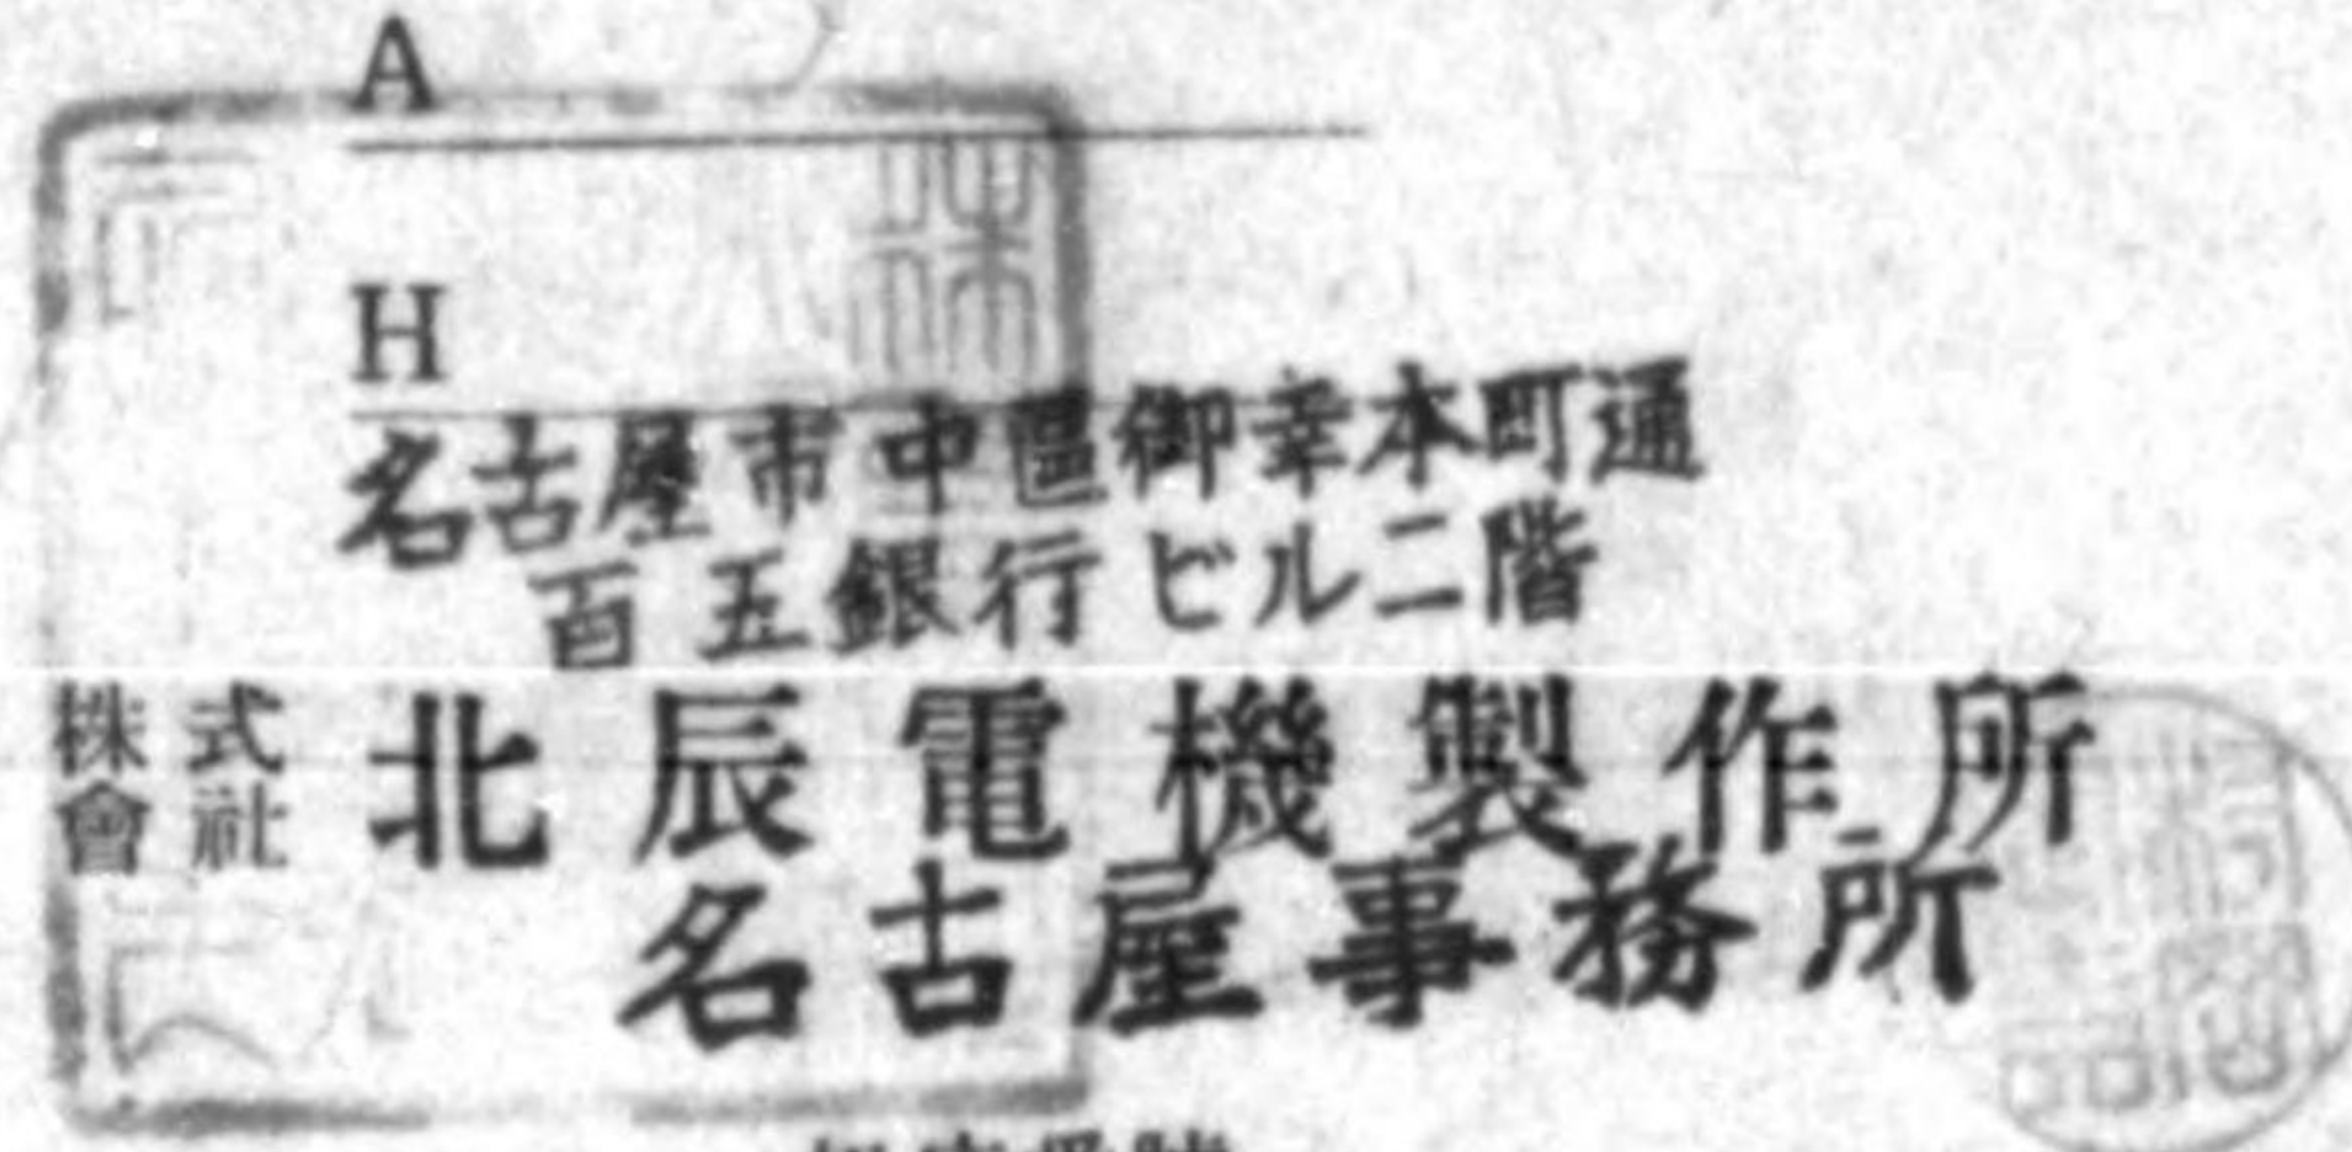 A
H
名古屋市中區御幸本町通
百五銀行ビル二階
株式會社 北辰電機製作所
名古屋事務所